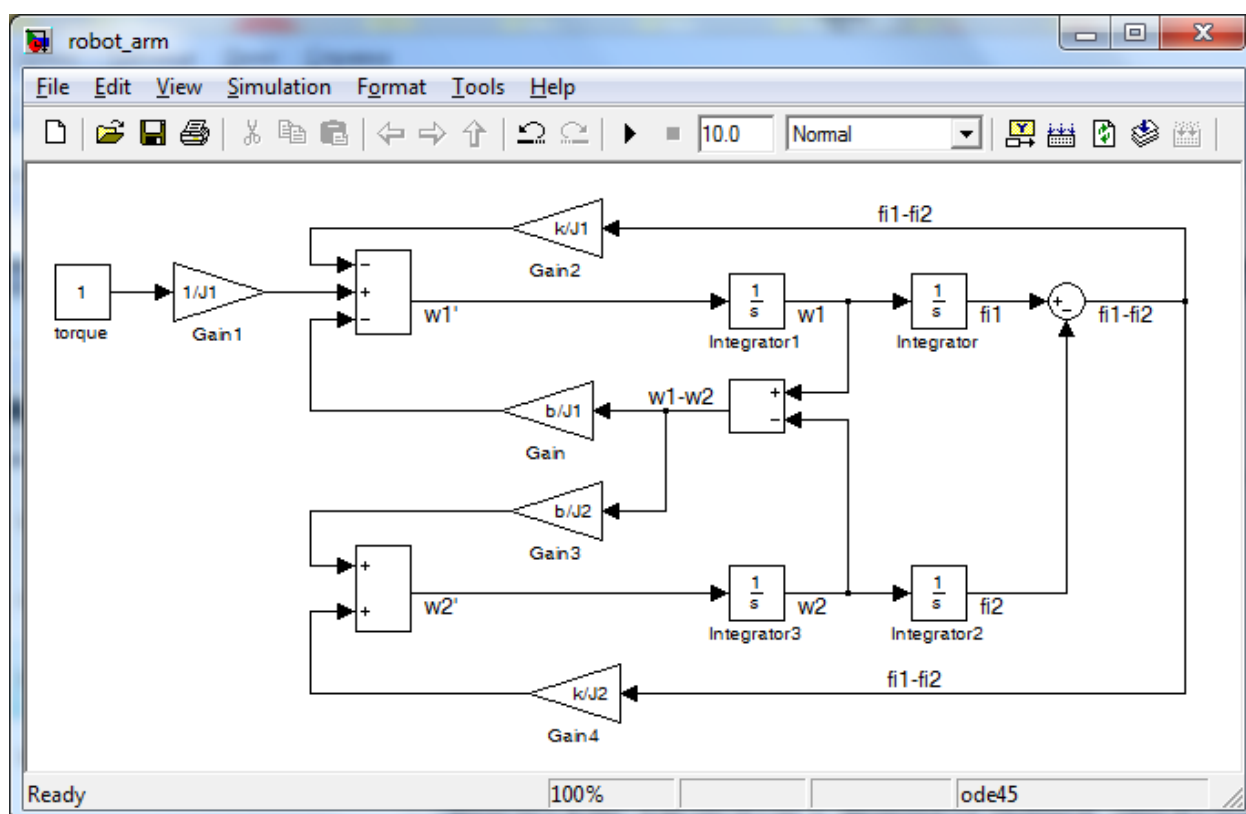 robot_arm
File Edit View Simulation Format Tools Help
10.0 Normal
fi1-fi2
k/J1
Gain2
1
torque
1/J1
Gain1
−
+
−
w1'
1
s
Integrator1
w1
1
s
Integrator
fi1
+
−
fi1-fi2
b/J1
Gain
w1-w2
+
−
b/J2
Gain3
+
+
w2'
1
s
Integrator3
w2
1
s
Integrator2
fi2
k/J2
Gain4
fi1-fi2
Ready 100% ode45